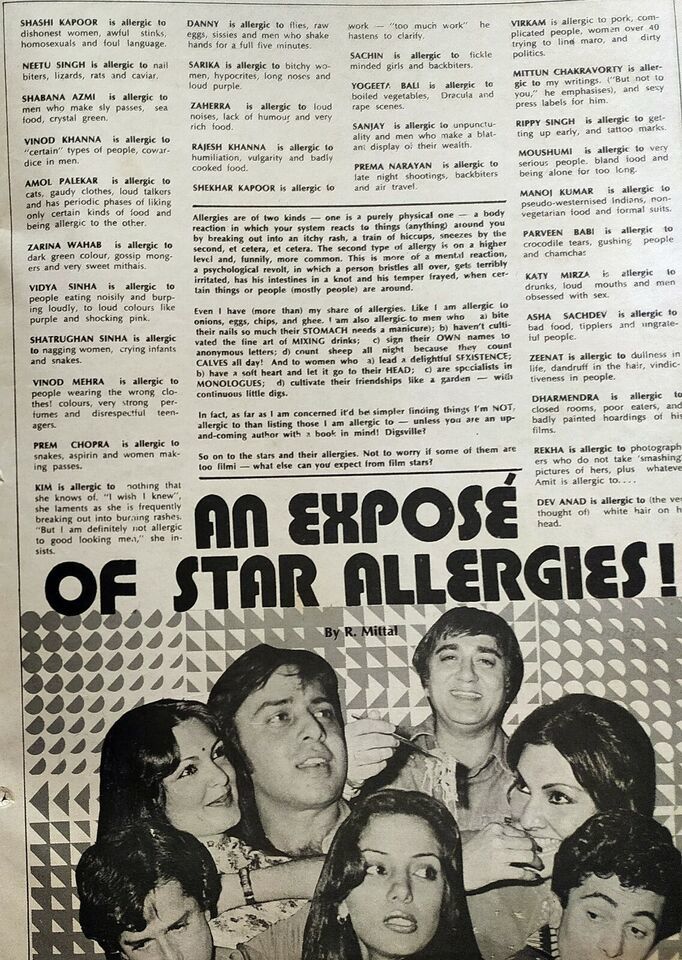 SHASHI KAPOOR is allergic to
dishonest women, awful stinks,
homosexuals and foul language.
NEETU SINGH is allergic to nail
biters, lizards, rats and caviar.
SHABANA AZMI is allergic to
men who make sly passes, sea
food, crystal green.
VINOD KHANNA is allergic to
"certain" types of people, cowar-
dice in men.
AMOL PALEKAR is allergic to
cats, gaudy clothes, loud talkers
and has periodic phases of liking
only certain kinds of food and
being allergic to the other.
ZARINA WAHAB is allergic to
dark green colour, gossip mong-
ers and very sweet mithais.
VIDYA SINHA is allergic to
people eating noisily and burp-
ing loudly, to loud colours like
purple and shocking pink.
SHATRUGHAN SINHA is allergic
to nagging women, crying infants
and snakes.
VINOD MEHRA is allergic to
people wearing the wrong clo-
thes! colours, very strong per-
fumes and disrespectful teen-
agers.
PREM CHOPRA is allergic to
snakes, aspirin and women mak-
ing passes.
KIM is allergic to nothing that
she knows of. "I wish I knew",
she laments as she is frequently
breaking out into burning rashes.
"But I am definitely not allergic
to good looking men," she in-
sists.
DANNY is allergic to flies, raw
eggs, sissies and men who shake
hands for a full five minutes.
SARIKA is allergic to bitchy wo-
men, hypocrites, long noses and
loud purple.
ZAHERRA is allergic to loud
noises, lack of humour and very
rich food.
RAJESH KHANNA is allergic to
humiliation, vulgarity and badly
cooked food.
SHEKHAR KAPOOR is allergic to
work — "too much work" he
hastens to clarify.
SACHIN is allergic to fickle
minded girls and backbiters.
YOGEETA BALI is allergic to
boiled vegetables, Dracula and
rape scenes.
SANJAY is allergic to unpunctu-
ality and men who make a blat-
ant display of their wealth.
PREMA NARAYAN is allergic to
late night shootings, backbiters
and air travel.
VIRKAM is allergic to pork, com-
plicated people, women over 40
trying to line maro, and dirty
politics.
MITTUN CHAKRAVORTY is aller-
gic to my writings. ("But not to
you," he emphasises), and sexy
press labels for him.
RIPPY SINGH is allergic to get-
ting up early, and tattoo marks.
MOUSHUMI is allergic to very
serious people. bland food and
being alone for too long.
MANOJ KUMAR is allergic to
pseudo-westernised Indians, non-
vegetarian food and formal suits.
PARVEEN BABI is allergic to
crocodile tears, gushing people
and chamchas
KATY MIRZA is allergic to
drunks, loud mouths and men
obsessed with sex.
ASHA SACHDEV is allergic to
bad food, tipplers and ungrate-
ful people.
ZEENAT is allergic to dullness in
life, dandruff in the hair, vindic-
tiveness in people.
DHARMENDRA is allergic to
closed rooms, poor eaters, and
badly painted hoardings of his
films.
REKHA is allergic to photograph
ers who do not take 'smashing
pictures of hers, plus whateve
Amit is allergic to....
DEV ANAD is allergic to (the ver
thought of) white hair on h
head.
Allergies are of two kinds — one is a purely physical one — a body
reaction in which your system reacts to things (anything) around you
by breaking out into an itchy rash, a train of hiccups, sneezes by the
second, et cetera, et cetera. The second type of allergy is on a higher
level and, funnily, more common. This is more of a mental reaction,
a psychological revolt, in which a person bristles all over, gets terribly
irritated, has his intestines in a knot and his temper frayed, when cer-
tain things or people (mostly people) are around.
Even I have (more than) my share of allergies. Like I am allergic to
onions, eggs, chips, and ghee. I am also allergic to men who a) bite
their nails so much their STOMACH needs a manicure); b) haven't culti-
vated the fine art of MIXING drinks; c) sign their OWN names to
anonymous letters; d) count sheep all night because they count
CALVES all day! And to women who a) lead a delightful SEXISTENCE;
b) have a soft heart and let it go to their HEAD; c) are specialists in
MONOLOGUES; d) cultivate their friendships like a garden — with
continuous little digs.
In fact, as far as I am concerned it'd be simpler finding things I'm NOT
allergic to than listing those I am allergic to — unless you are an up-
and-coming author with a book in mind! Digsville?
So on to the stars and their allergies. Not to worry if some of them are
too filmi — what else can you expect from film stars?
AN EXPOSÉ
OF STAR ALLERGIES!
By R. Mittal